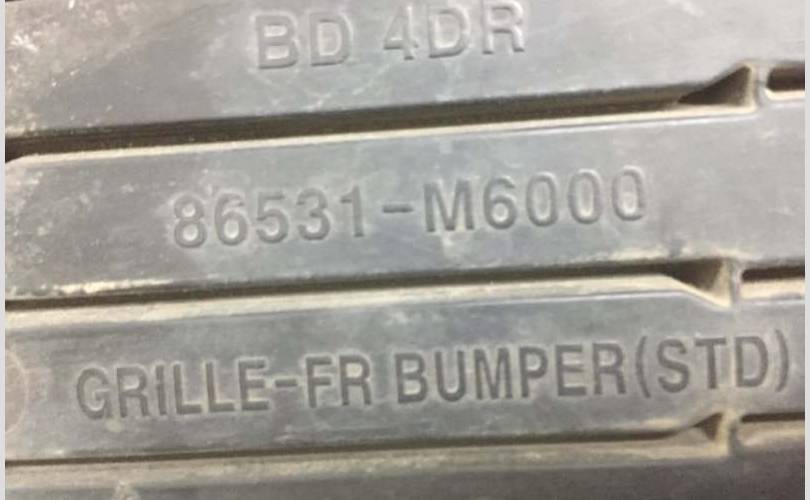 BD 4DR
86531-M6000
GRILLE-FR BUMPER(STD)